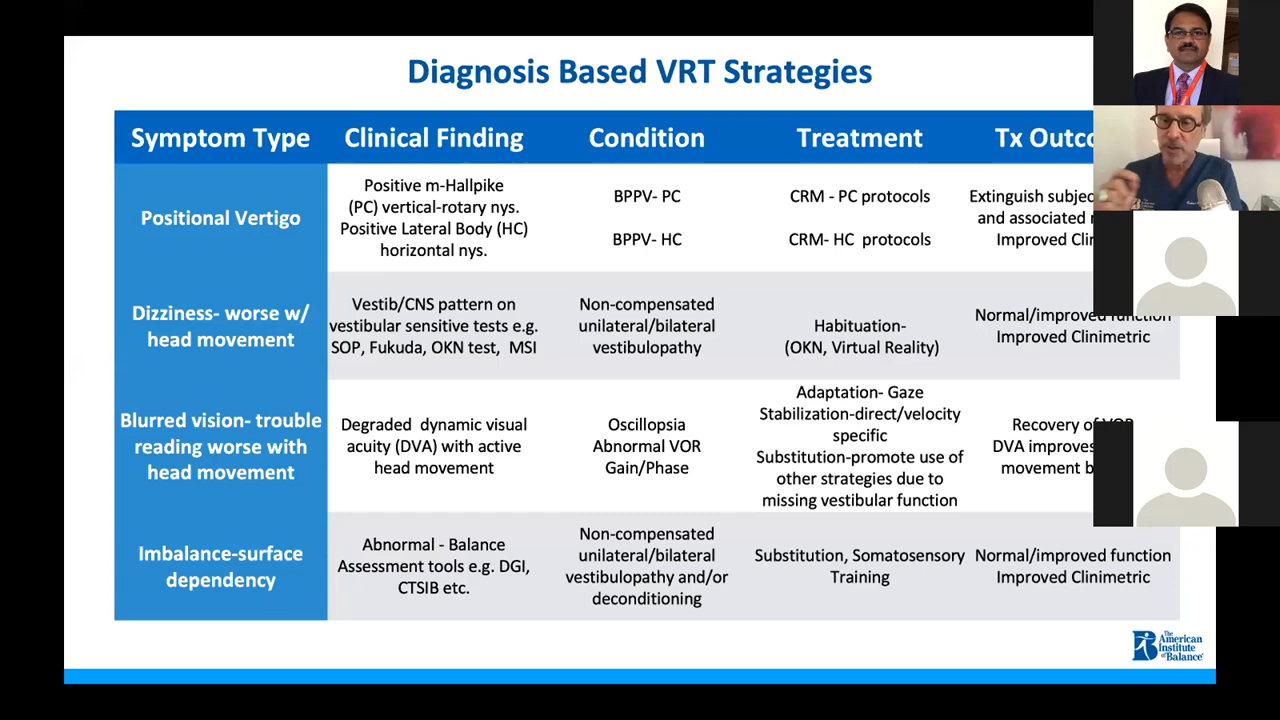 Diagnosis Based VRT Strategies
Symptom Type
Clinical Finding
Condition
Treatment
Tx
Positional Vertigo
Positive m-Hallpike
(PC) vertical-rotary nys.
Positive Lateral Body (HC)
horizontal nys.
BPPV- PC
BPPV- HC
CRM - PC protocols
CRM- HC  protocols
Extinguish
and associated
Improved
Dizziness- worse w/
head movement
Vestib/CNS pattern on
vestibular sensitive tests e.g.
SOP, Fukuda, OKN test,  MSI
Non-compensated
unilateral/bilateral
vestibulopathy
Habituation-
(OKN, Virtual Reality)
Normal/improved function
Improved Clinimetric
Blurred vision- trouble
reading worse with
head movement
Degraded  dynamic visual
acuity (DVA) with active
head movement
Oscillopsia
Abnormal VOR
Gain/Phase
Adaptation- Gaze
Stabilization-direct/velocity
specific
Substitution-promote use of
other strategies due to
missing vestibular function
Recovery of VOR
DVA improves
movement
Imbalance-surface
dependency
Abnormal - Balance
Assessment tools e.g. DGI,
CTSIB etc.
Non-compensated
unilateral/bilateral
vestibulopathy and/or
deconditioning
Substitution, Somatosensory
Training
Normal/improved function
Improved Clinimetric
The
American
Institute
of Balance